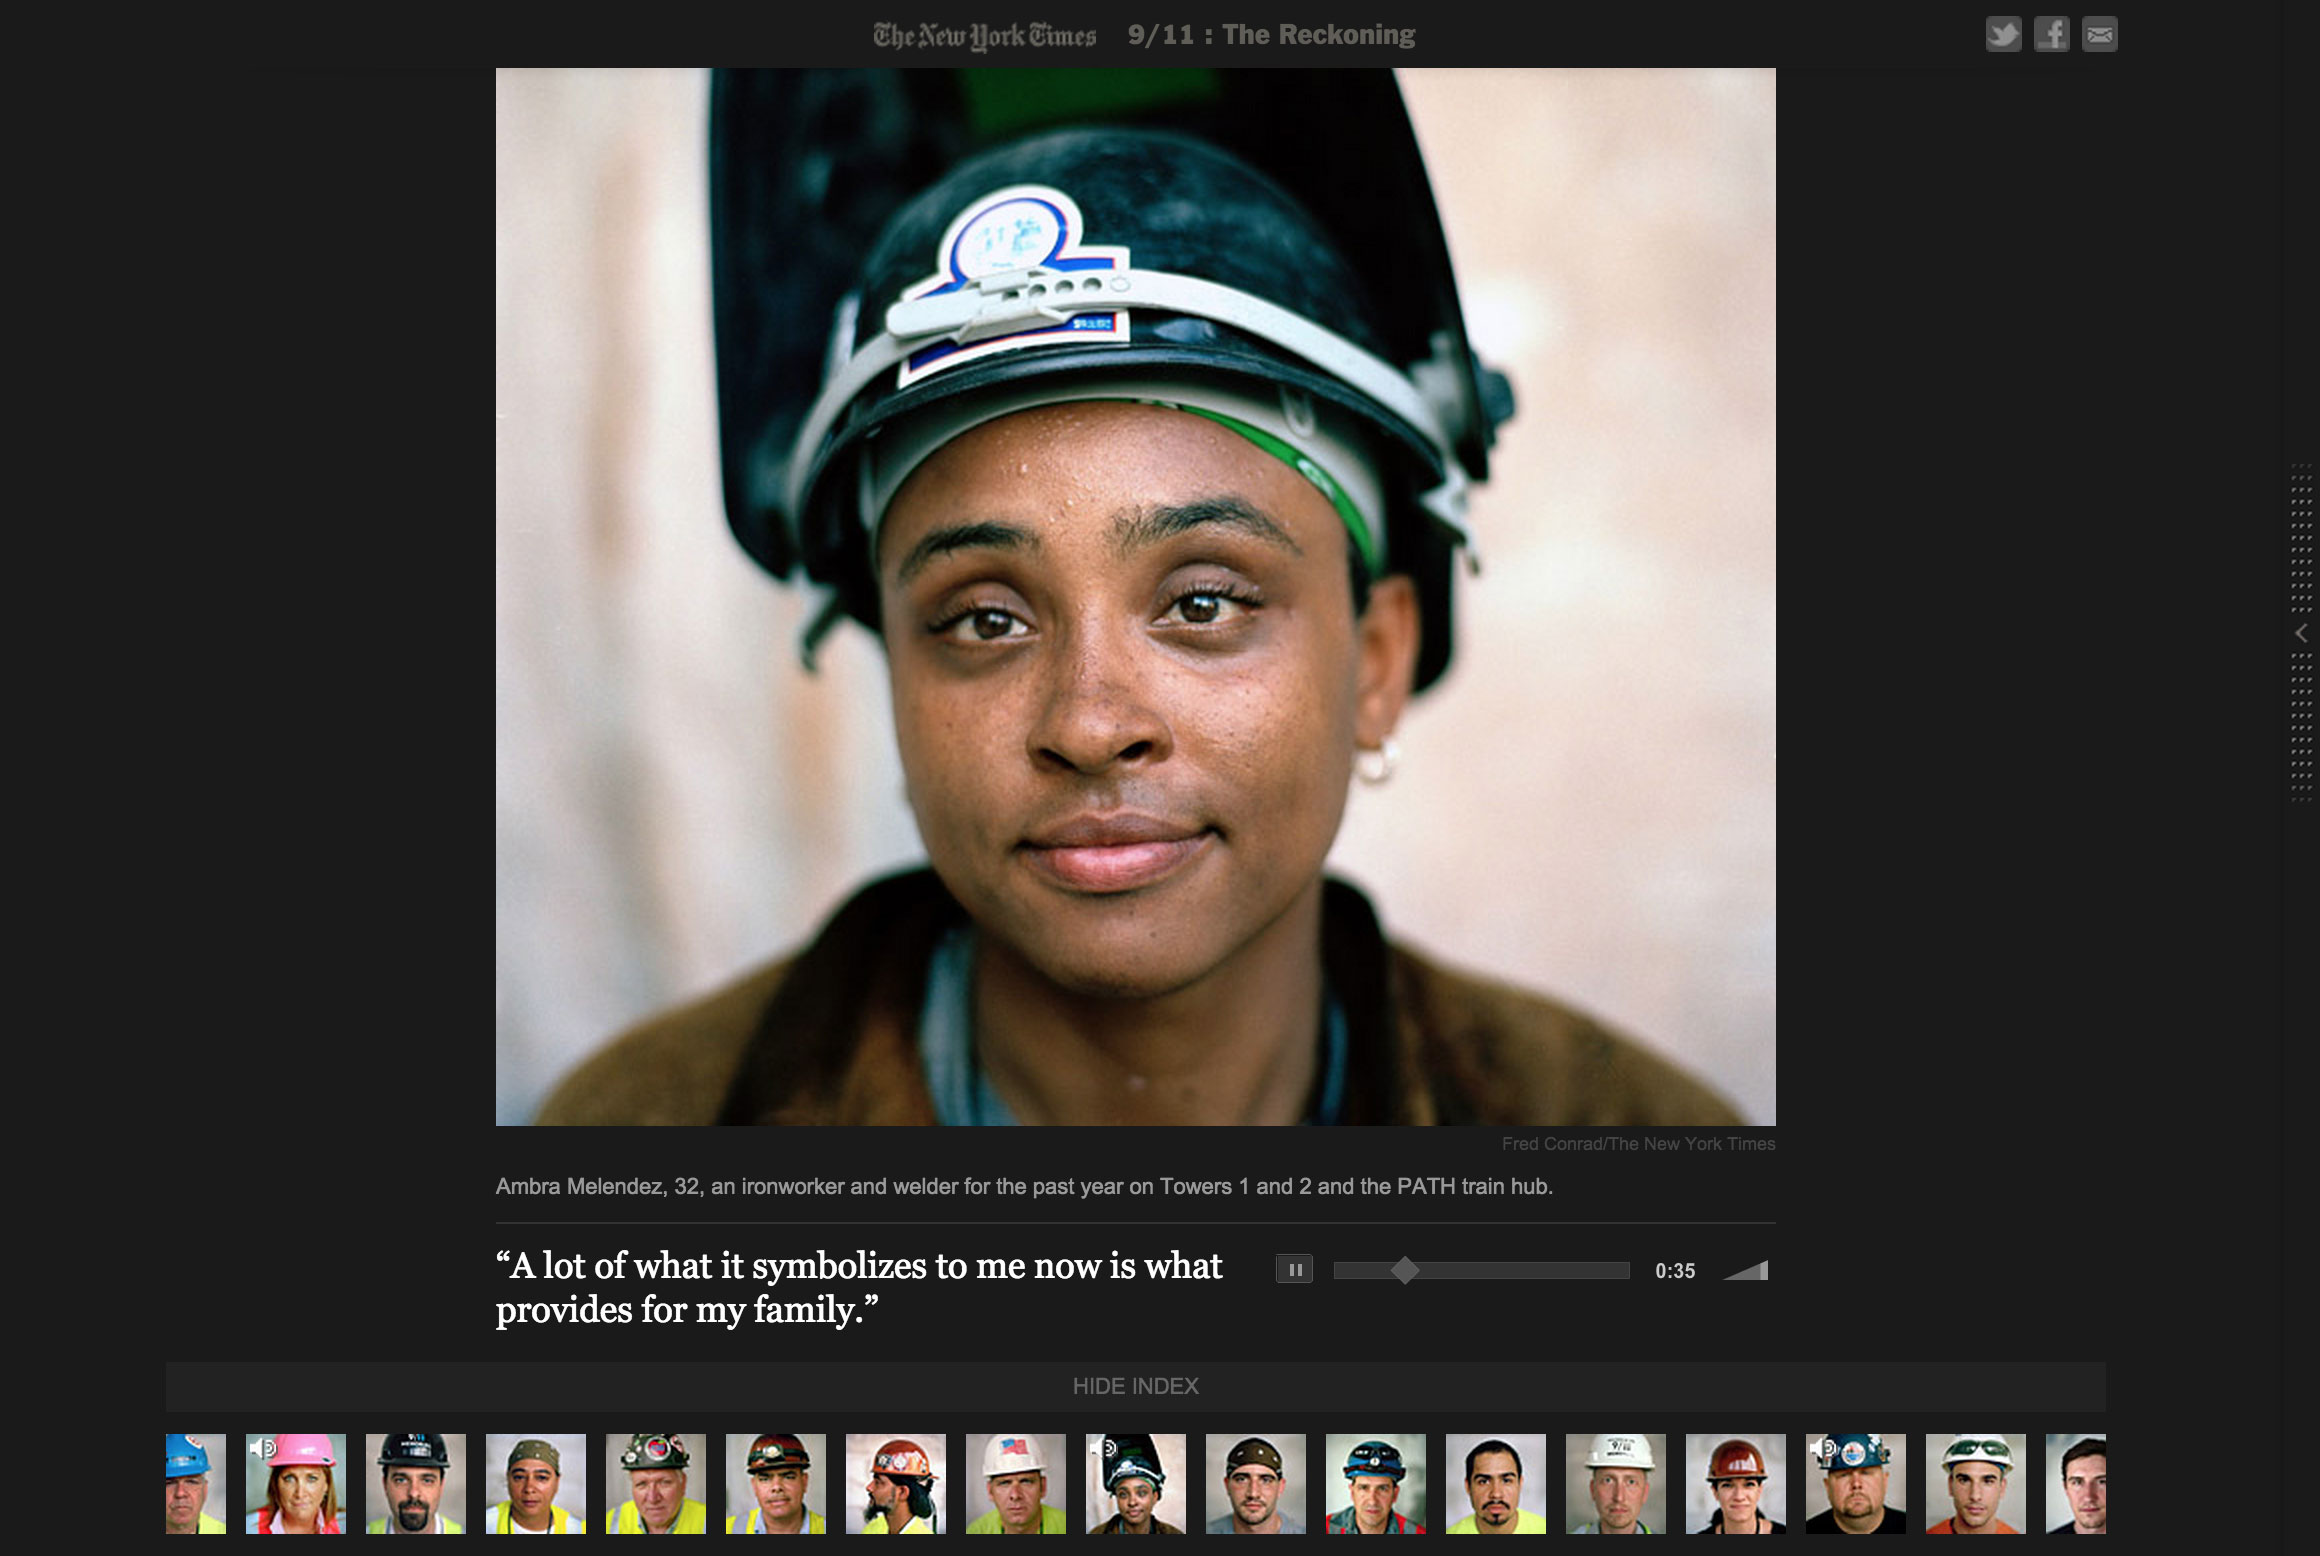 The New York Times 9/11 : The Reckoning
Fred Conrad/The New York Times
Ambra Melendez, 32, an ironworker and welder for the past year on Towers 1 and 2 and the PATH train hub.
“A lot of what it symbolizes to me now is what
provides for my family.”
0:35
HIDE INDEX